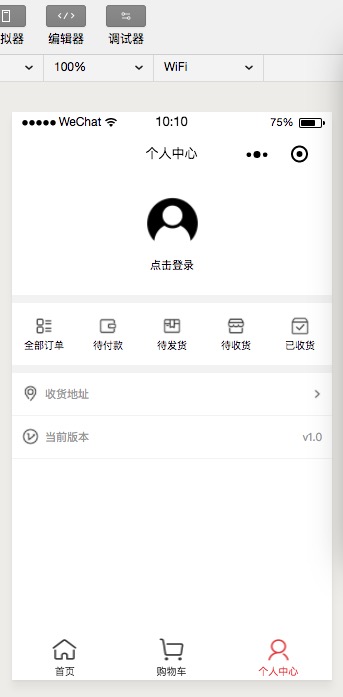 拟器 编辑器 调试器
100% WiFi
WeChat 10:10 75%
个人中心
点击登录
全部订单 待付款 待发货 待收货 已收货
收货地址
当前版本 v1.0
首页 购物车 个人中心